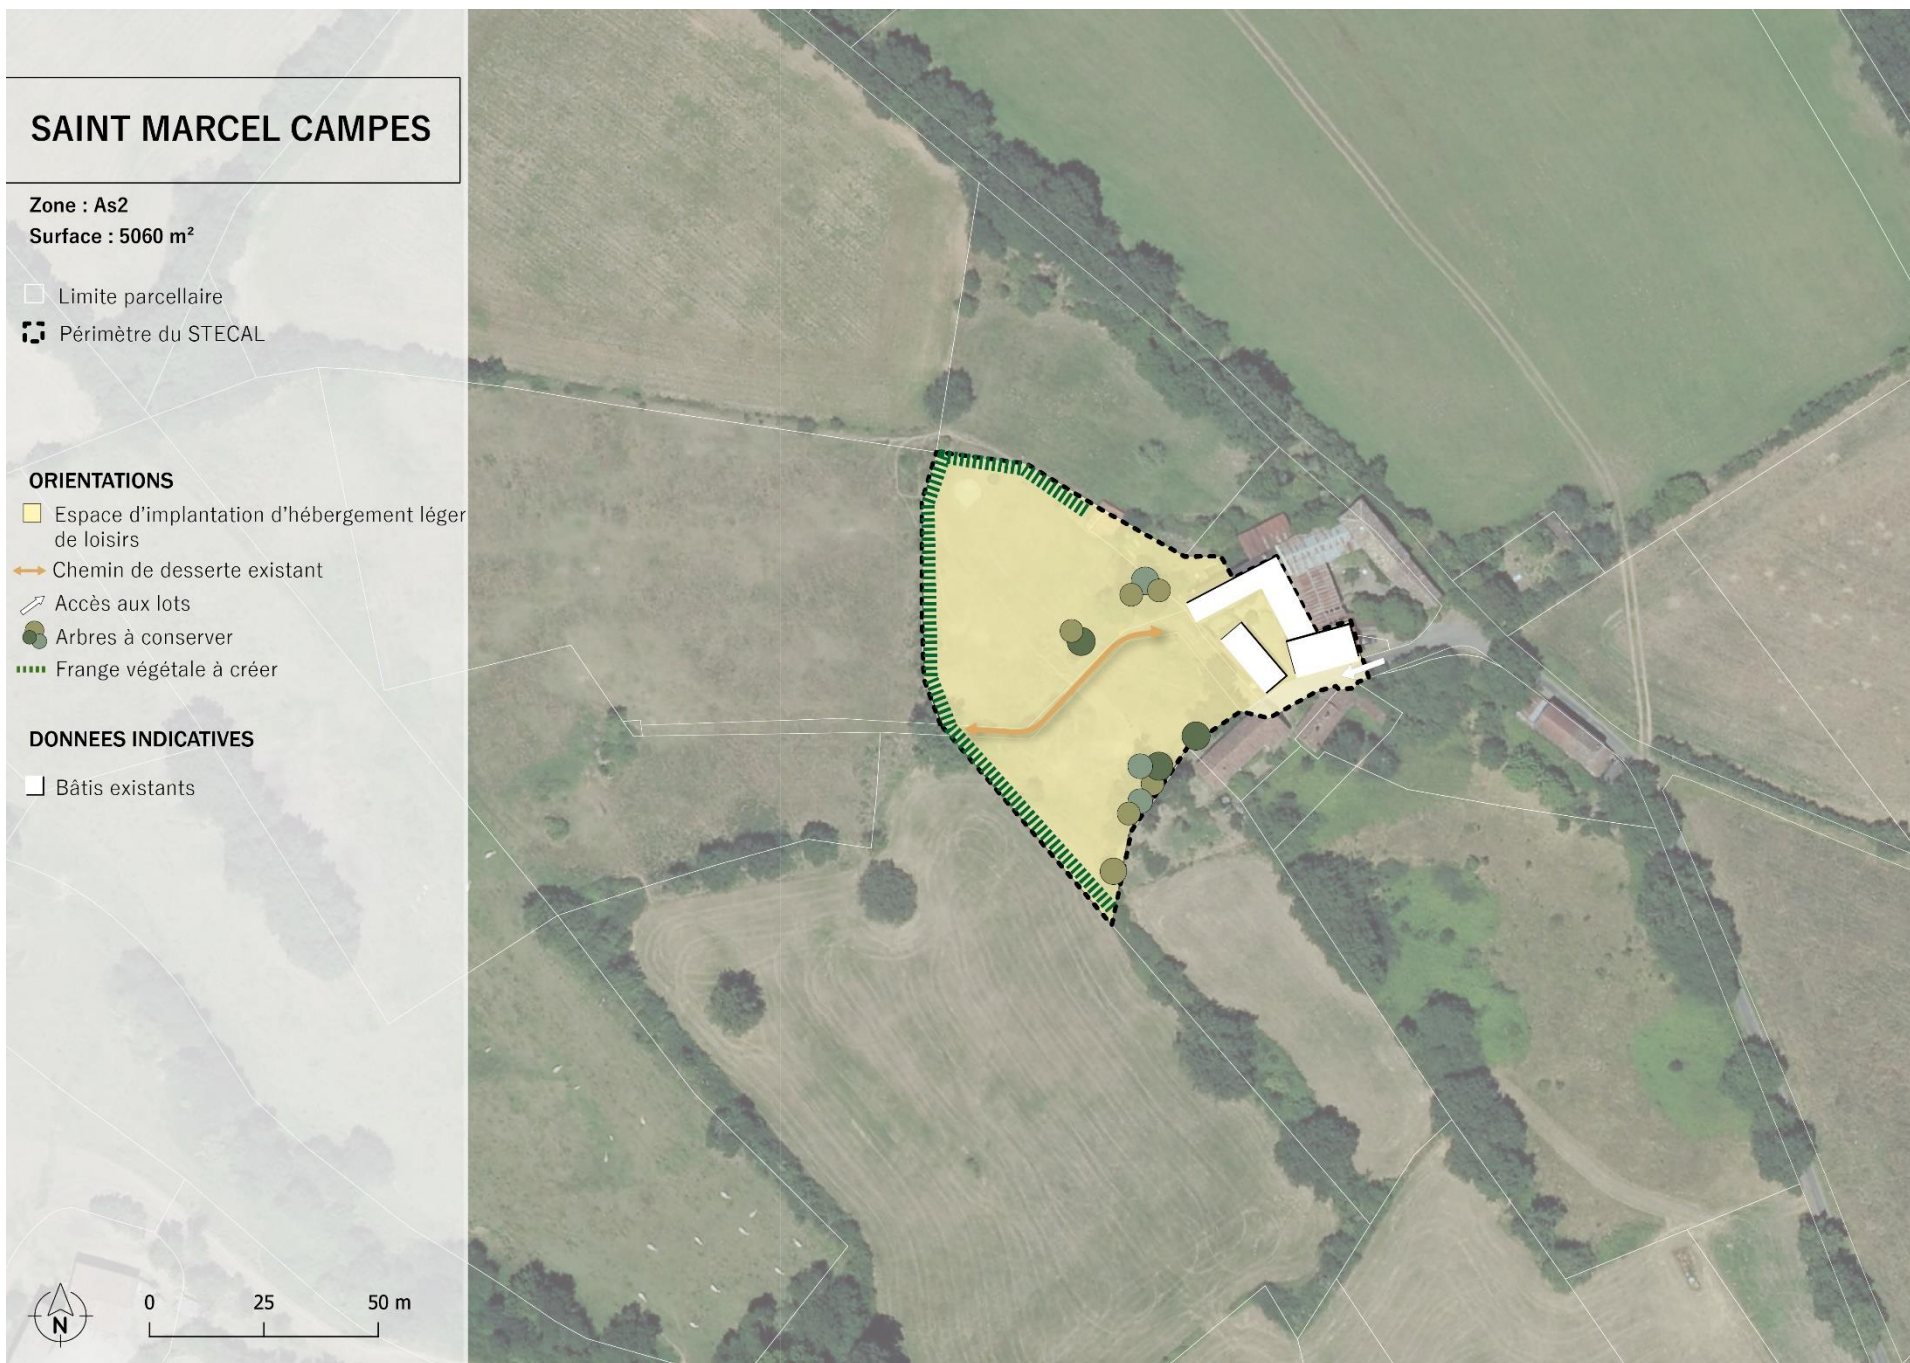 SAINT MARCEL CAMPES
Zone : As2
Surface : 5060 m²
Limite parcellaire
Périmètre du STECAL
ORIENTATIONS
Espace d'implantation d'hébergement léger
de loisirs
Chemin de desserte existant
Accès aux lots
Arbres à conserver
Frange végétale à créer
DONNEES INDICATIVES
Bâtis existants
N
0 25 50 m